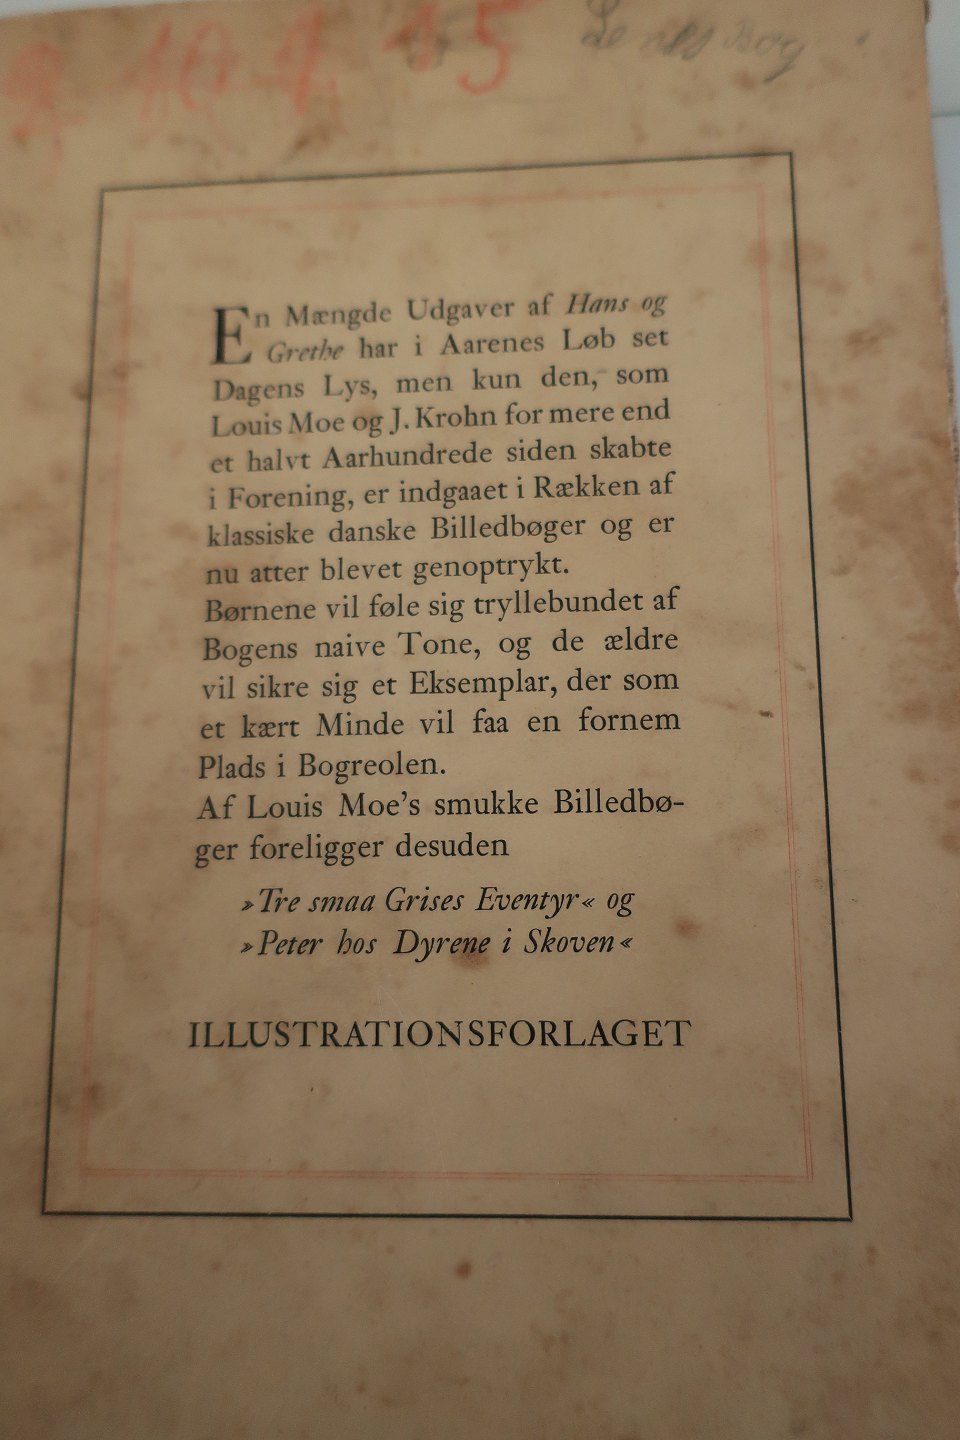 En Mængde Udgaver af Hans og
Grethe har i Aarenes Løb set
Dagens Lys, men kun den, som
Louis Moe og J. Krohn for mere end
et halvt Aarhundrede siden skabte
i Forening, er indgaaet i Rækken af
klassiske danske Billedbøger og er
nu atter blevet genoptrykt.
Børnene vil føle sig tryllebundet af
Bogens naive Tone, og de ældre
vil sikre sig et Eksemplar, der som
et kært Minde vil faa en fornem
Plads i Bogreolen.
Af Louis Moe's smukke Billedbø-
ger foreligger desuden
»Tre smaa Grises Eventyr« og
»Peter hos Dyrene i Skoven«
ILLUSTRATIONSFORLAGET